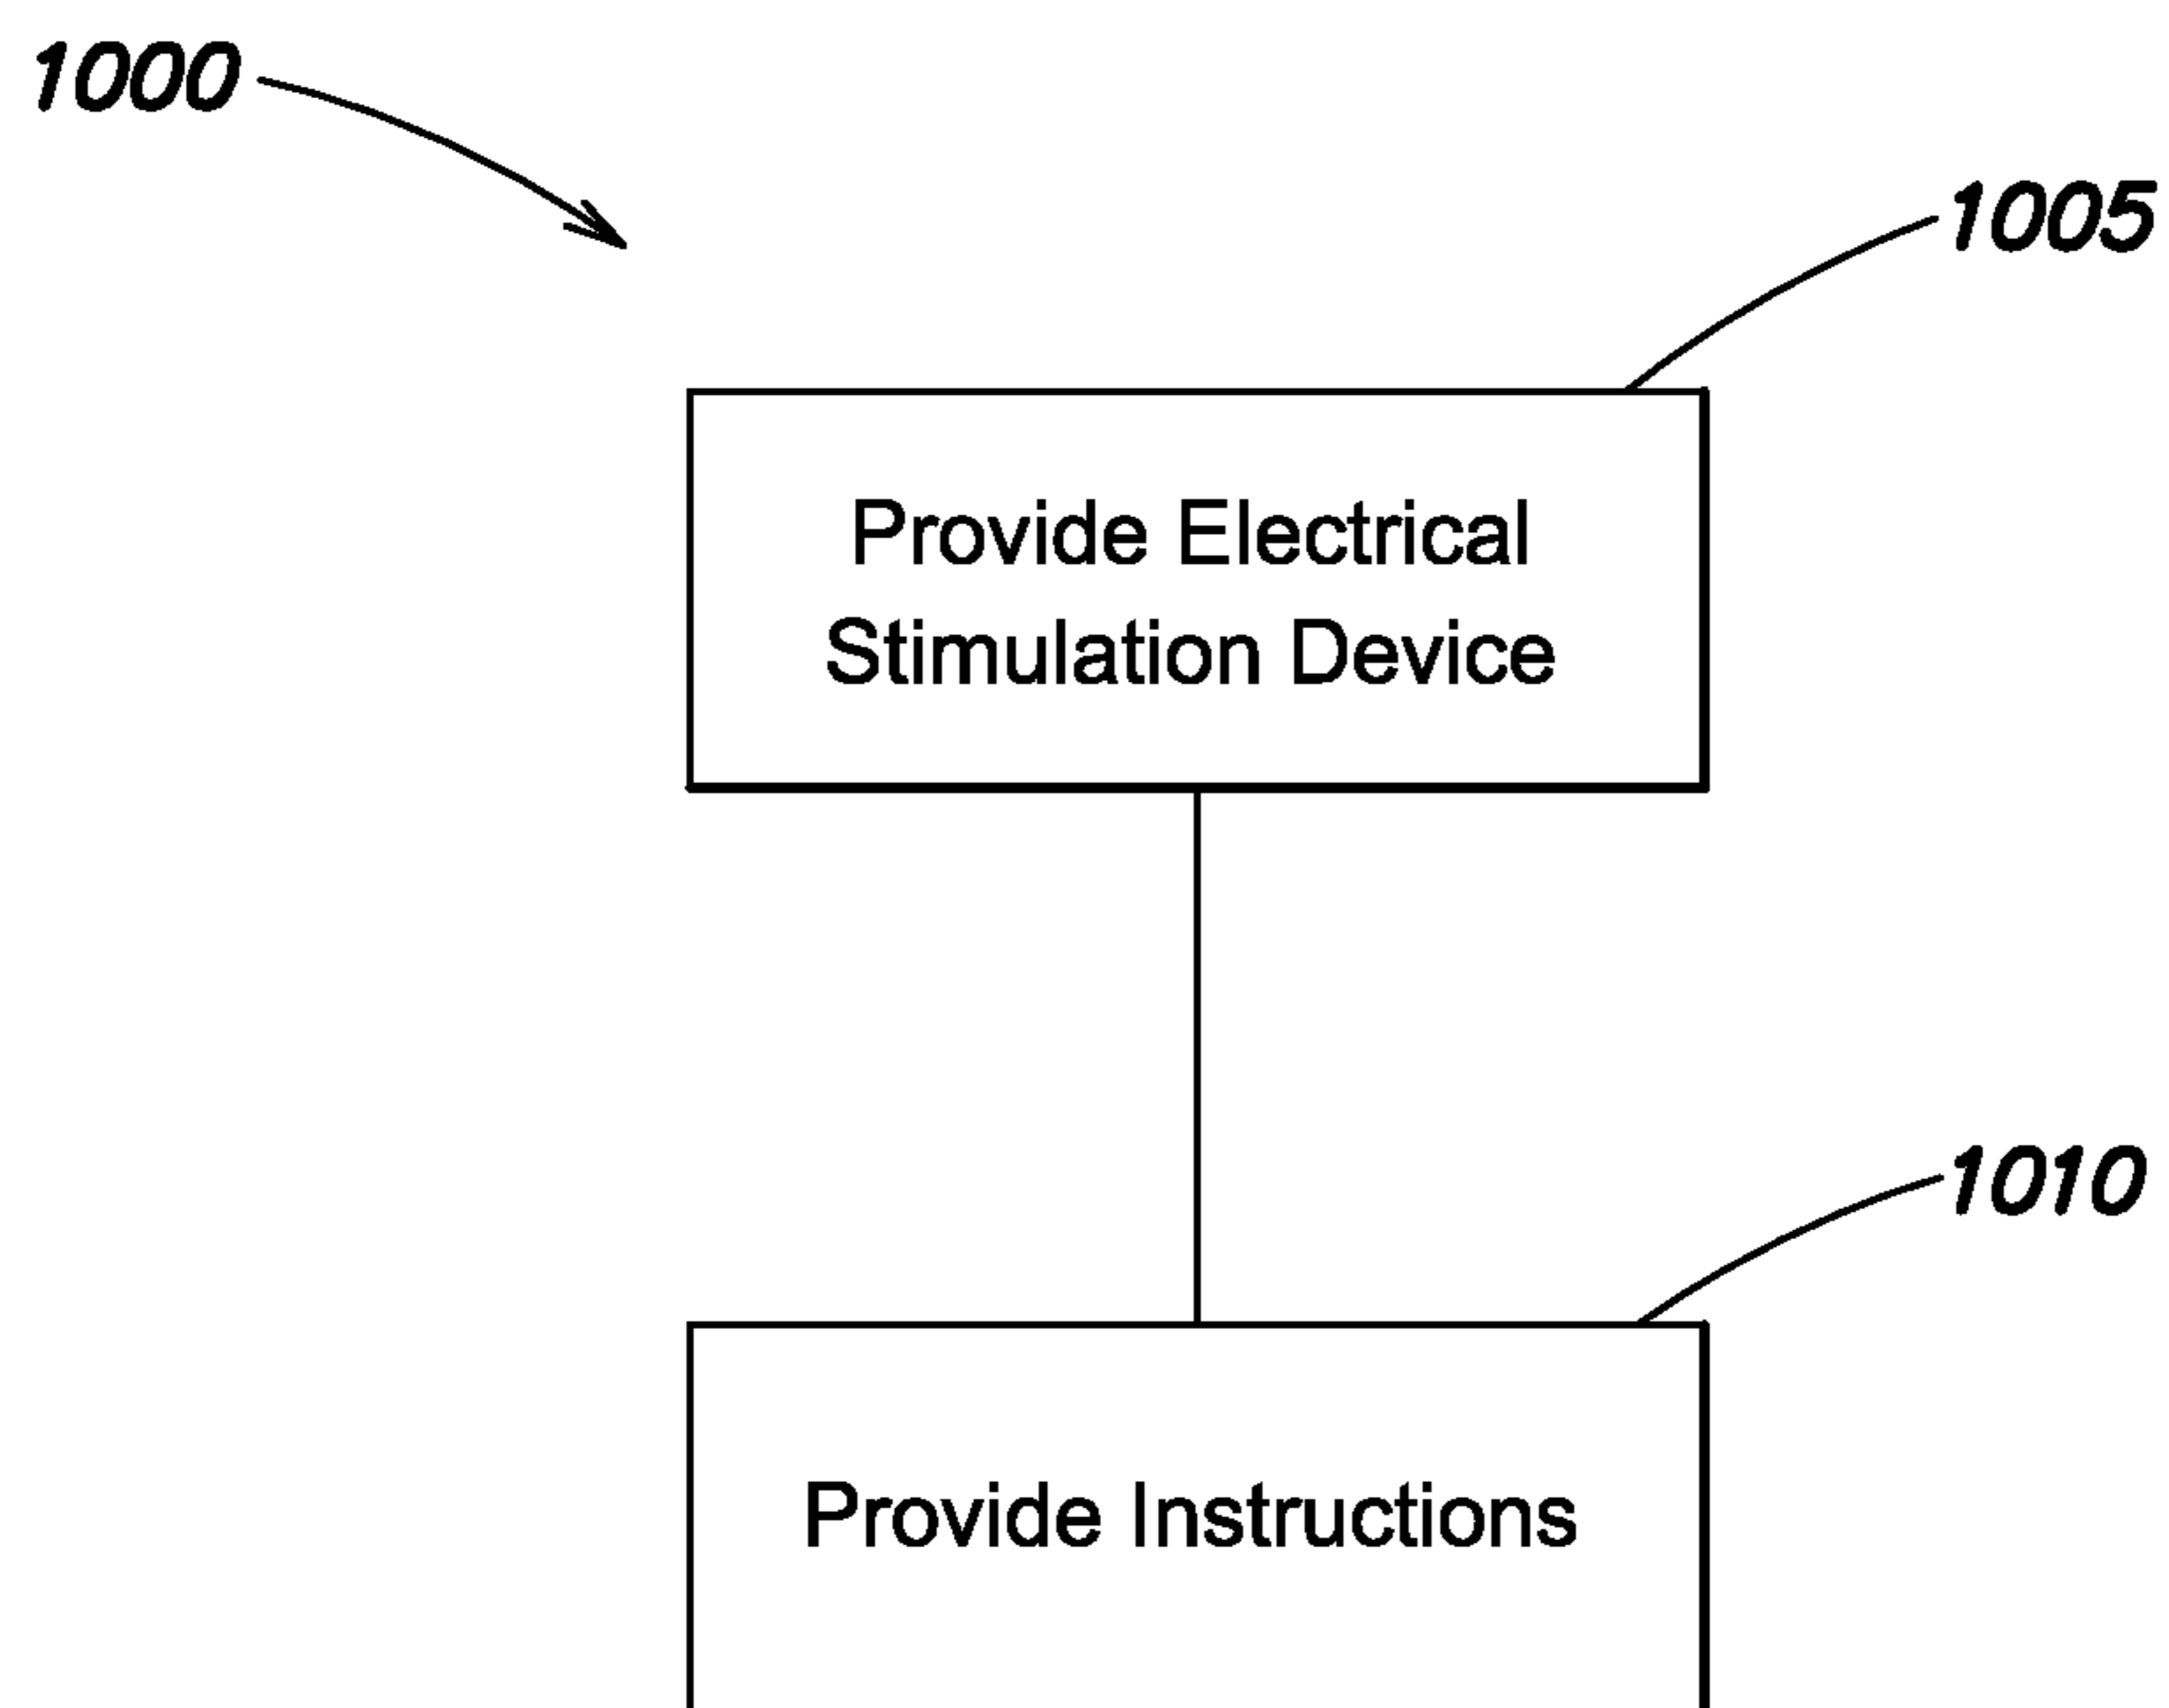 1000
1005
Provide Electrical
Stimulation Device
1010
Provide Instructions